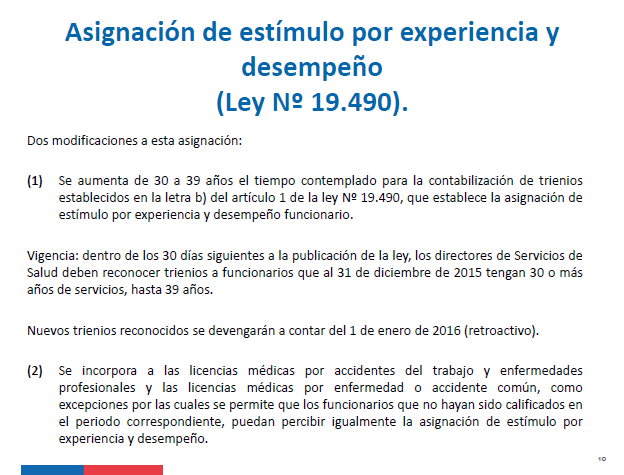 Asignación de estímulo por experiencia y
desempeño
(Ley Nº 19.490).
Dos modificaciones a esta asignación:
(1) Se aumenta de 30 a 39 años el tiempo contemplado para la contabilización de trienios
establecidos en la letra b) del artículo 1 de la ley Nº 19.490, que establece la asignación de
estímulo por experiencia y desempeño funcionario.
Vigencia: dentro de los 30 días siguientes a la publicación de la ley, los directores de Servicios de
Salud deben reconocer trienios a funcionarios que al 31 de diciembre de 2015 tengan 30 o más
años de servicios, hasta 39 años.
Nuevos trienios reconocidos se devengarán a contar del 1 de enero de 2016 (retroactivo).
(2) Se incorpora a las licencias médicas por accidentes del trabajo y enfermedades
profesionales y las licencias médicas por enfermedad o accidente común, como
excepciones por las cuales se permite que los funcionarios que no hayan sido calificados en
el periodo correspondiente, puedan percibir igualmente la asignación de estímulo por
experiencia y desempeño.